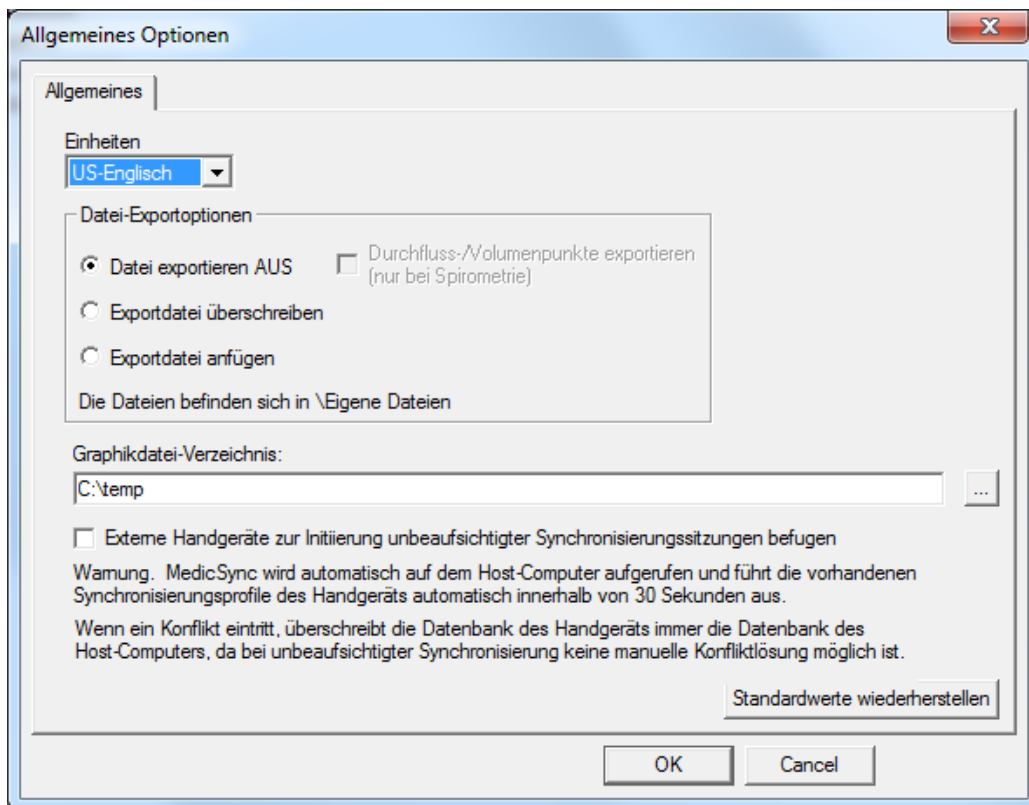 Allgemeines Optionen
Allgemeines
Einheiten
US-Englisch
Datei-Exportoptionen
Datei exportieren AUS
Durchfluss-/Volumenpunkte exportieren
(nur bei Spirometrie)
Exportdatei überschreiben
Exportdatei anfügen
Die Dateien befinden sich in \Eigene Dateien
Graphikdatei-Verzeichnis:
C:\temp
...
Externe Handgeräte zur Initiierung unbeaufsichtigter Synchronisierungssitzungen befugen
Warnung. MedicSync wird automatisch auf dem Host-Computer aufgerufen und führt die vorhandenen
Synchronisierungsprofile des Handgeräts automatisch innerhalb von 30 Sekunden aus.
Wenn ein Konflikt eintritt, überschreibt die Datenbank des Handgeräts immer die Datenbank des
Host-Computers, da bei unbeaufsichtigter Synchronisierung keine manuelle Konfliktlösung möglich ist.
Standardwerte wiederherstellen
OK
Cancel